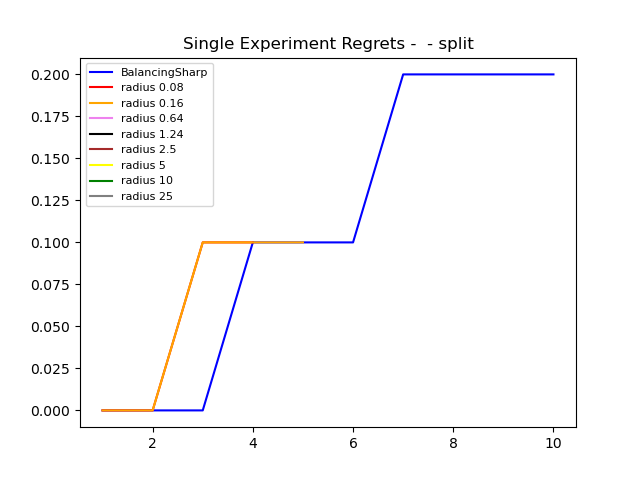 Single Experiment Regrets -  - split
BalancingSharp
radius 0.08
radius 0.16
radius 0.64
radius 1.24
radius 2.5
radius 5
radius 10
radius 25
0.200
0.175
0.150
0.125
0.100
0.075
0.050
0.025
0.000
2 4 6 8 10